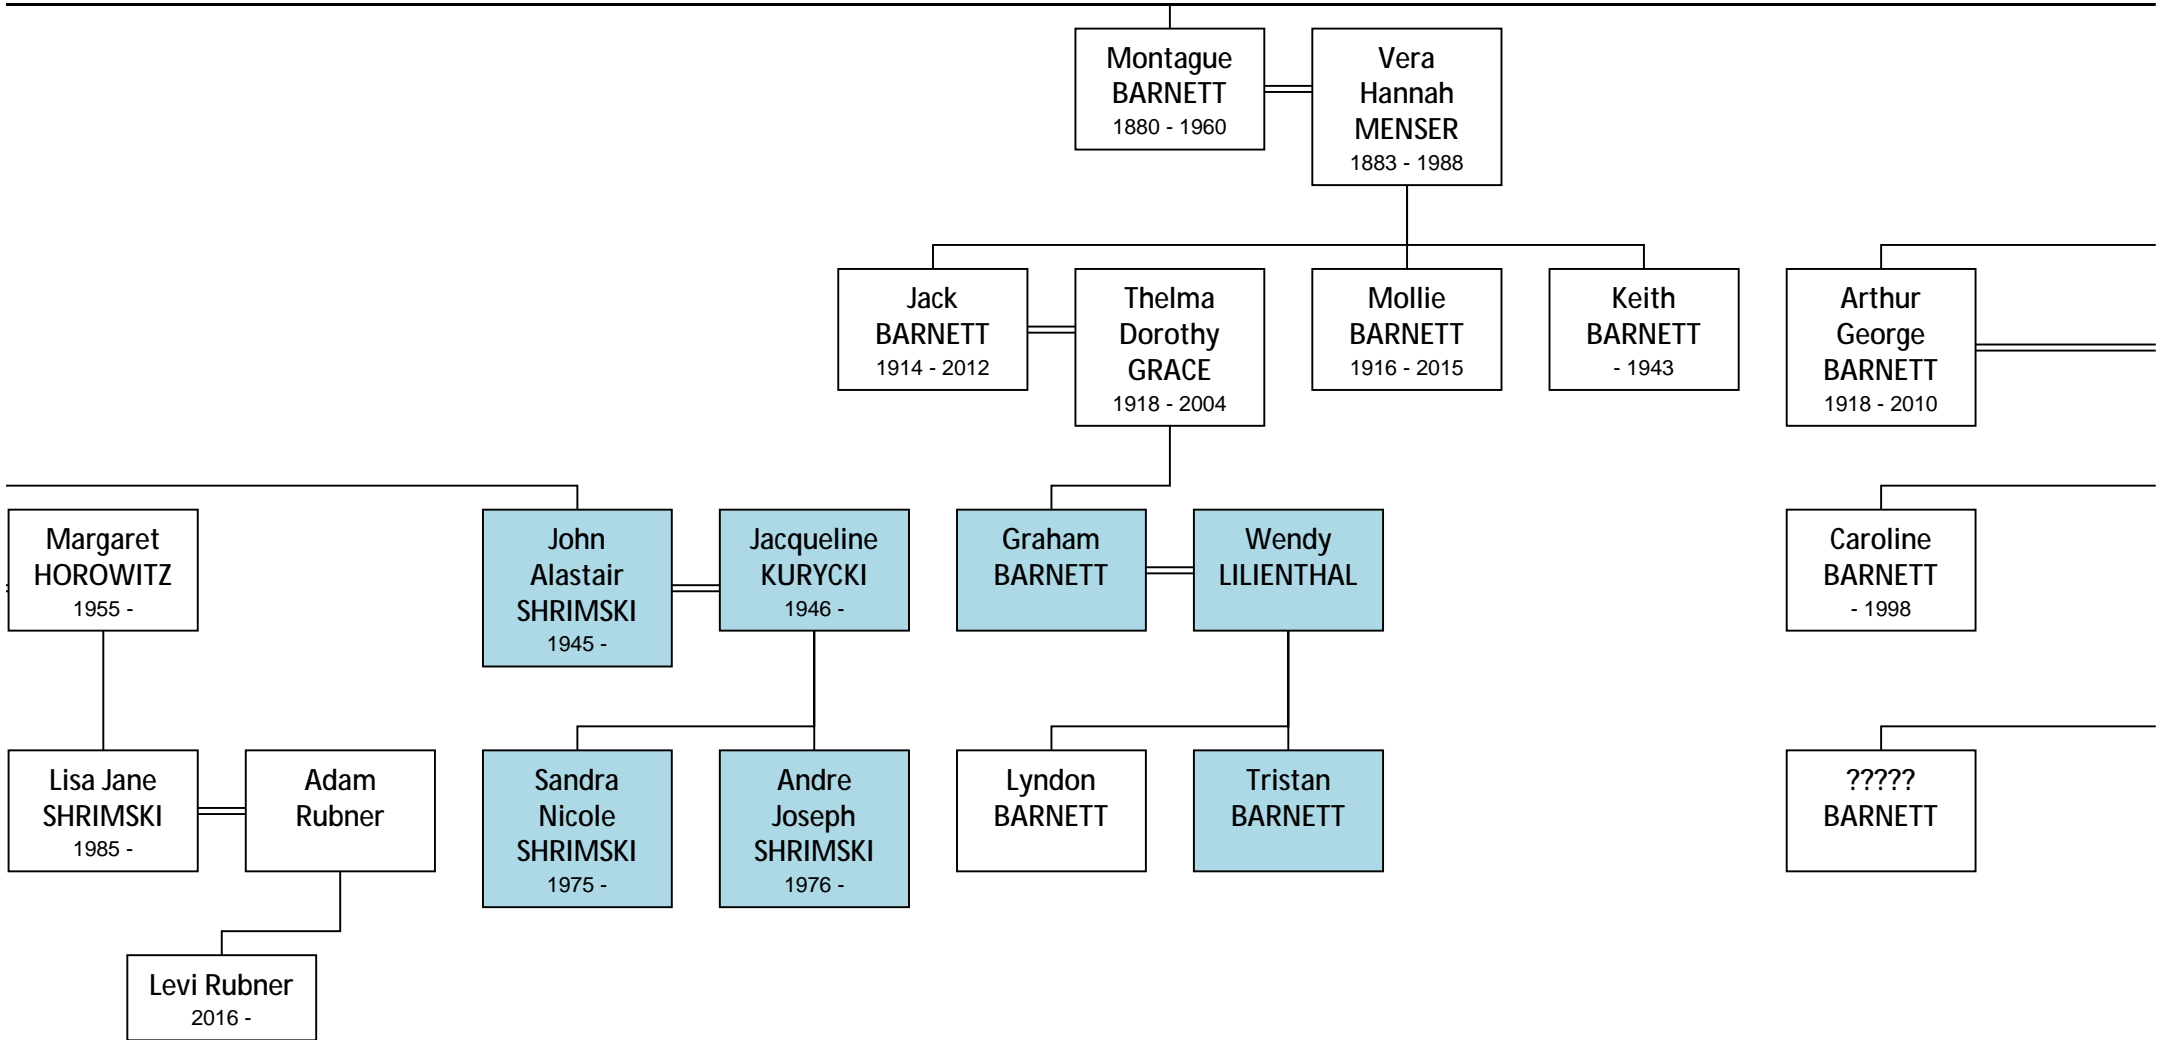 Montague
BARNETT
1880 - 1960
Vera
Hannah
MENSER
1883 - 1988
Jack
BARNETT
1914 - 2012
Thelma
Dorothy
GRACE
1918 - 2004
Mollie
BARNETT
1916 - 2015
Keith
BARNETT
- 1943
Arthur
George
BARNETT
1918 - 2010
Margaret
HOROWITZ
1955 -
John
Alastair
SHRIMSKI
1945 -
Jacqueline
KURYCKI
1946 -
Graham
BARNETT
Wendy
LILIENTHAL
Caroline
BARNETT
- 1998
Lisa Jane
SHRIMSKI
1985 -
Adam
Rubner
Sandra
Nicole
SHRIMSKI
1975 -
Andre
Joseph
SHRIMSKI
1976 -
Lyndon
BARNETT
Tristan
BARNETT
?????
BARNETT
Levi Rubner
2016 -